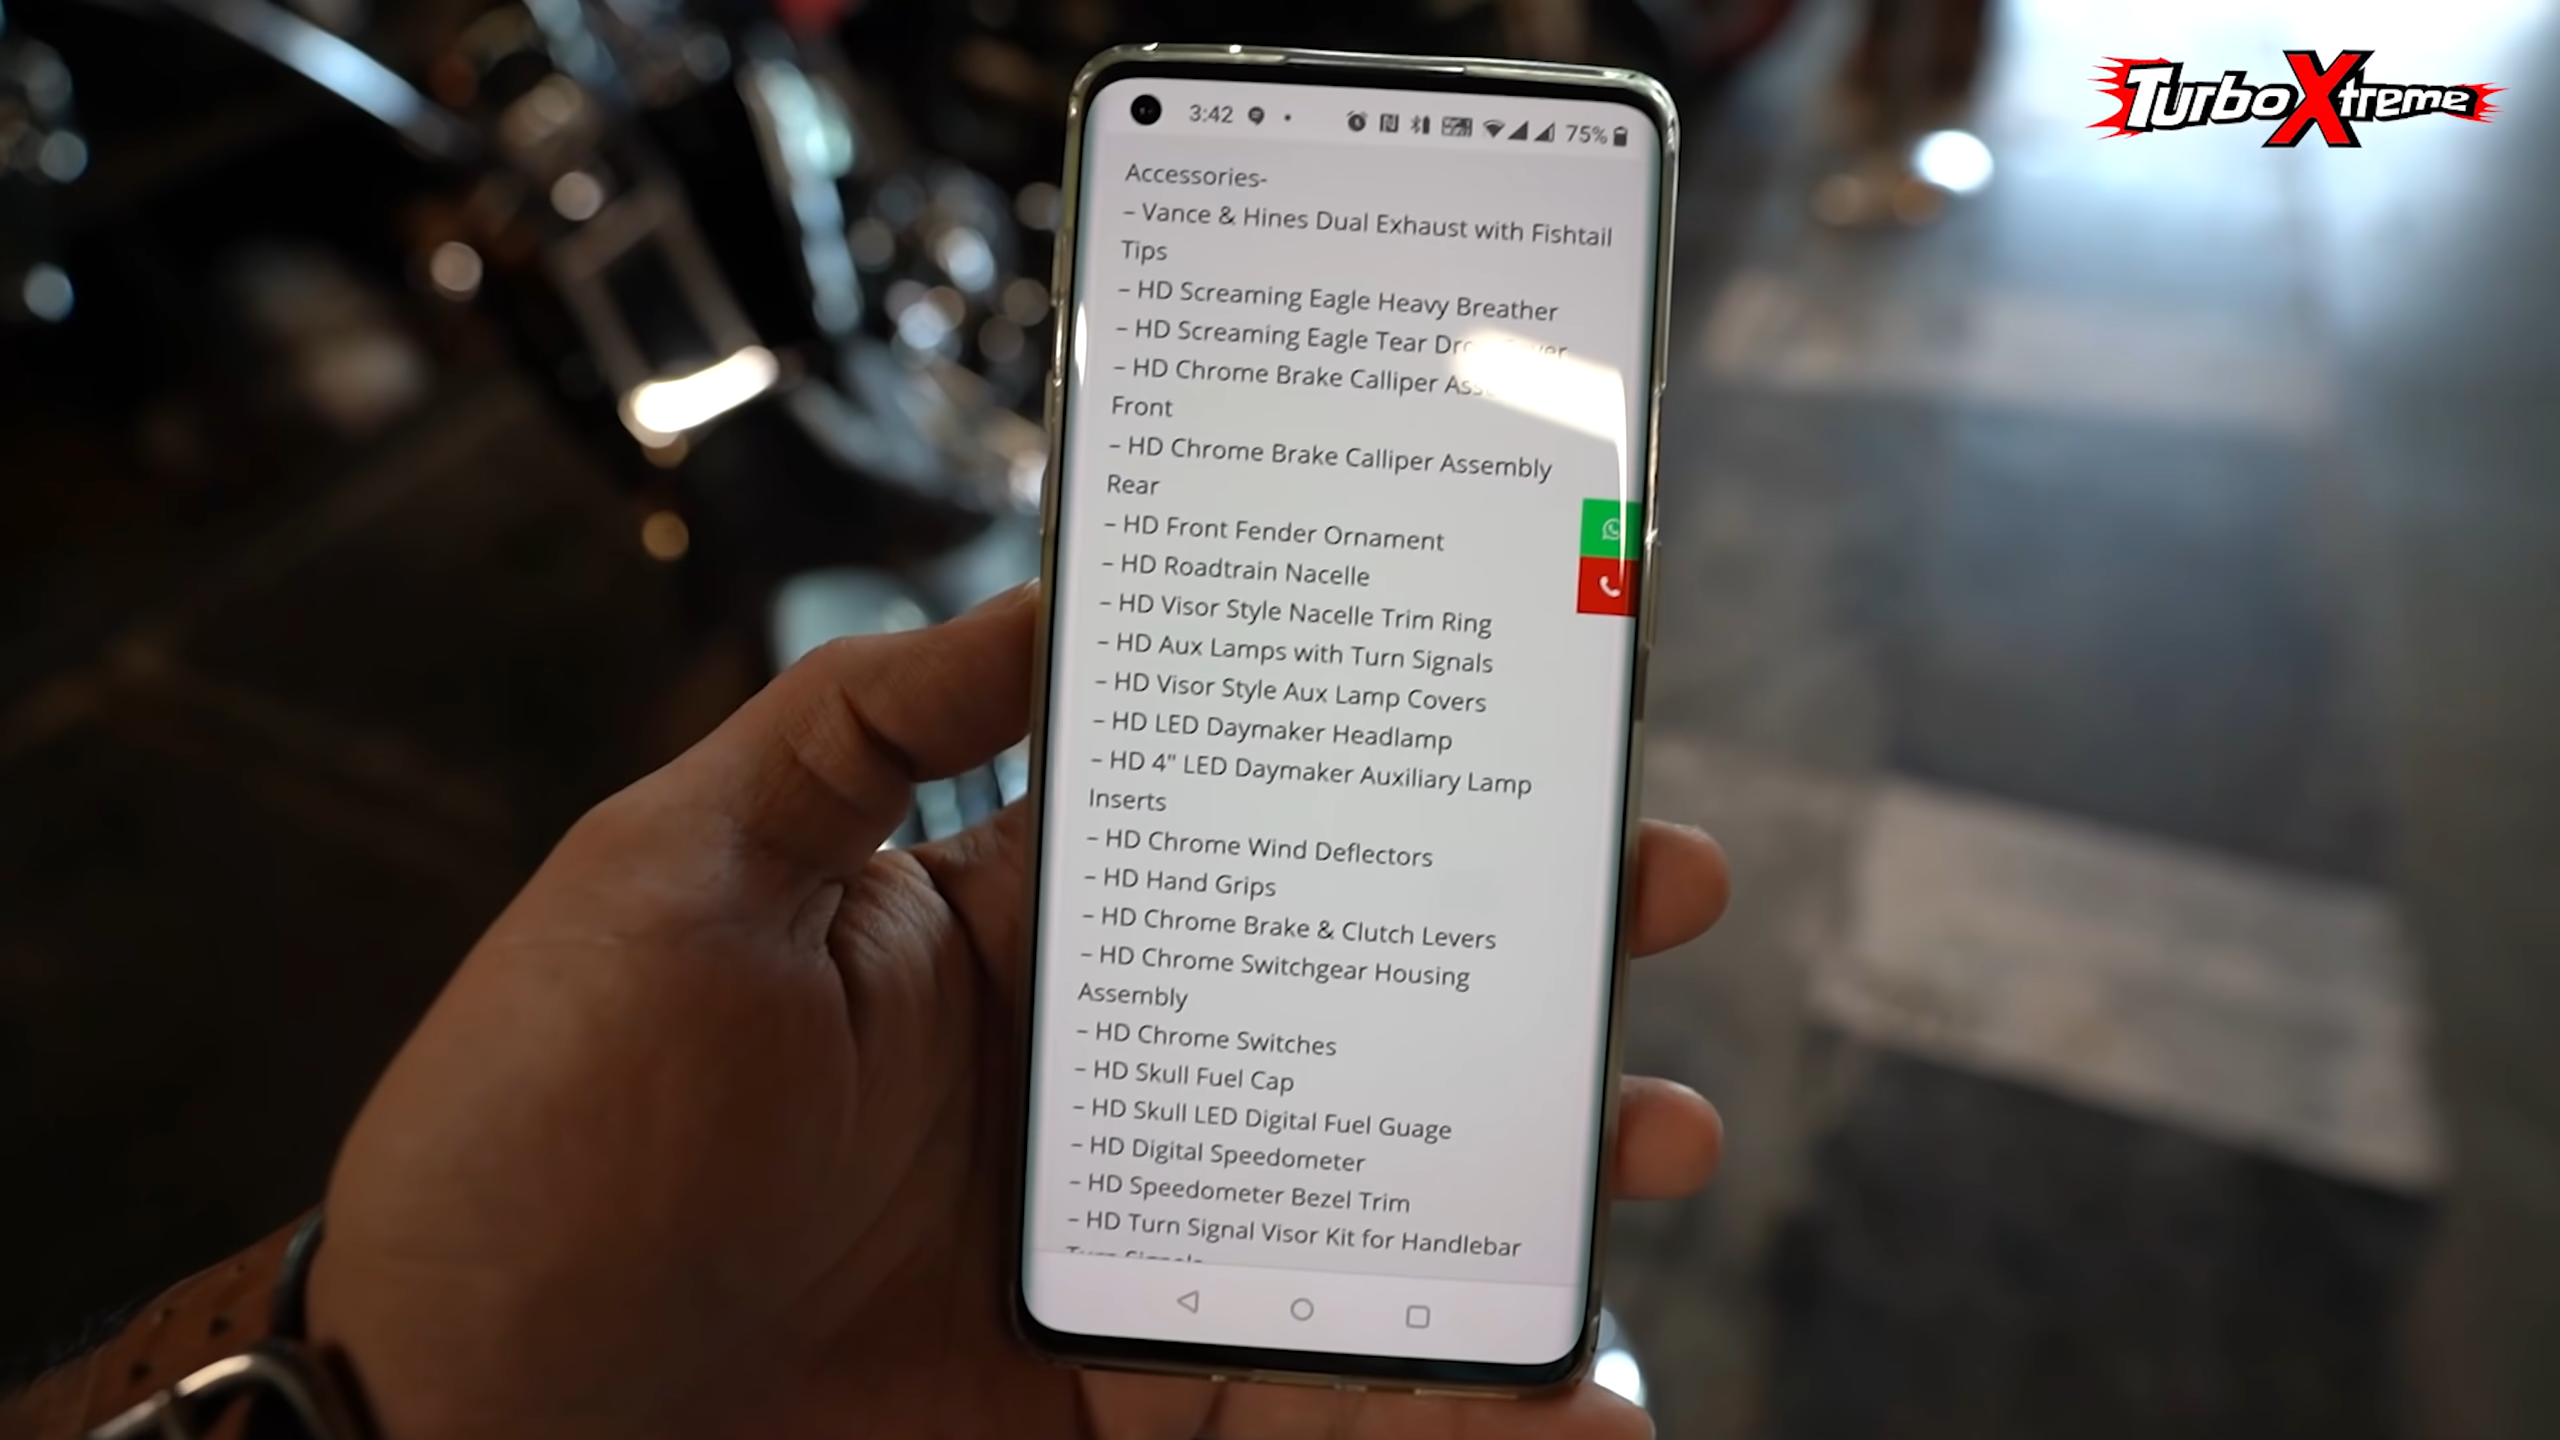 TurboXtreme
3:42
75%
Accessories-
– Vance & Hines Dual Exhaust with Fishtail
Tips
– HD Screaming Eagle Heavy Breather
– HD Screaming Eagle Tear
– HD Chrome Brake Calliper
Front
– HD Chrome Brake Calliper Assembly
Rear
– HD Front Fender Ornament
– HD Roadtrain Nacelle
– HD Visor Style Nacelle Trim Ring
– HD Aux Lamps with Turn Signals
– HD Visor Style Aux Lamp Covers
– HD LED Daymaker Headlamp
– HD 4" LED Daymaker Auxiliary Lamp
Inserts
– HD Chrome Wind Deflectors
– HD Hand Grips
– HD Chrome Brake & Clutch Levers
– HD Chrome Switchgear Housing
Assembly
– HD Chrome Switches
– HD Skull Fuel Cap
– HD Skull LED Digital Fuel Guage
– HD Digital Speedometer
– HD Speedometer Bezel Trim
– HD Turn Signal Visor Kit for Handlebar